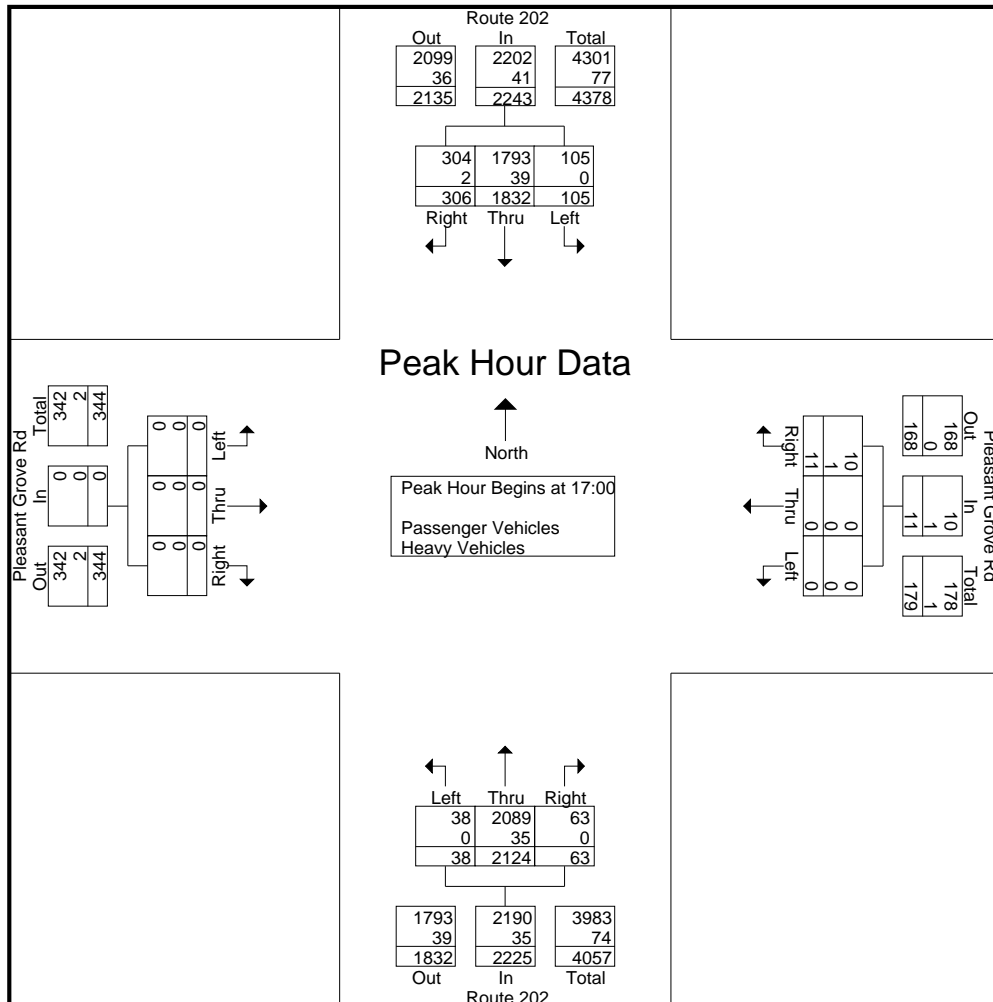 Route 202
Out In Total
2099 2202 4301
36 41 77
2135 2243 4378
304 1793 105
2 39 0
306 1832 105
Right Thru Left
Peak Hour Data
North
Peak Hour Begins at 17:00
Passenger Vehicles
Heavy Vehicles
Pleasant Grove Rd
Out In Total
342 0 342
2 0 2
344 0 344
0 0 0
0 0 0
0 0 0
Right Thru Left
Pleasant Grove Rd
Out In Total
168 10 178
0 1 1
168 11 179
Right Thru Left
10 0 0
1 0 0
11 0 0
Left Thru Right
38 2089 63
0 35 0
38 2124 63
1793 2190 3983
39 35 74
1832 2225 4057
Out In Total
Route 202